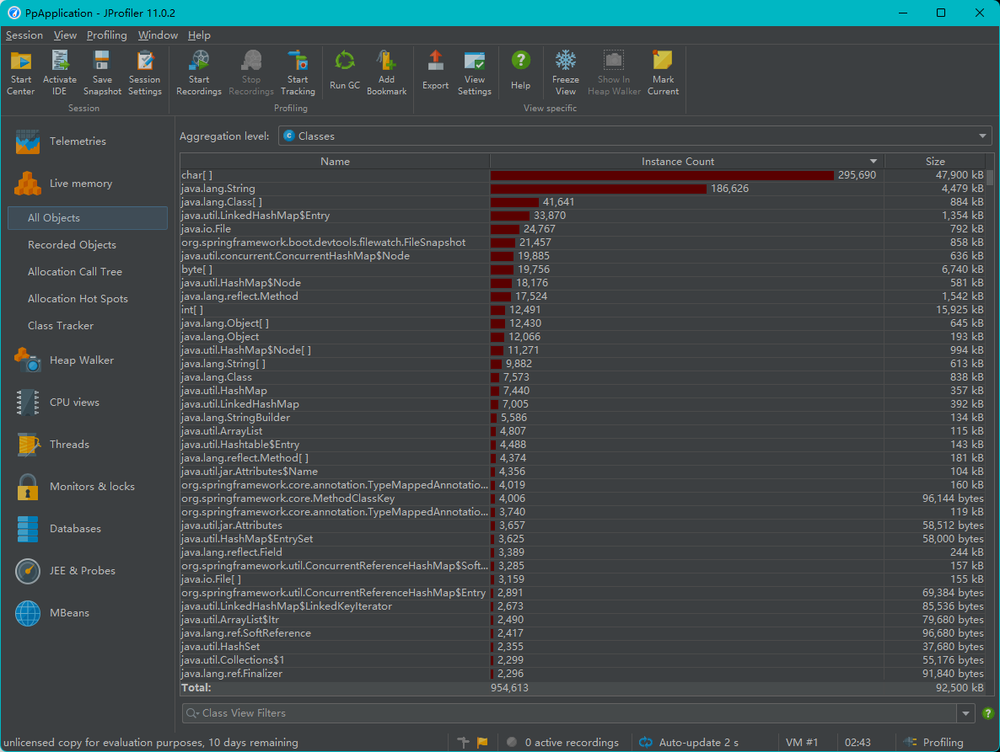 PpApplication - JProfiler 11.0.2
Session View Profiling Window Help
Start Center
Activate IDE
Save Snapshot
Session Settings
Start Recordings
Stop Recordings
Start Tracking
Run GC
Add Bookmark
Export
View Settings
Help
Freeze View
Show In Heap Walker
Mark Current
Session
Profiling
View specific
Telemetries
Live memory
All Objects
Recorded Objects
Allocation Call Tree
Allocation Hot Spots
Class Tracker
Heap Walker
CPU views
Threads
Monitors & locks
Databases
JEE & Probes
MBeans
Aggregation level: C Classes
Name Instance Count Size
char[ ] 295,690 47,900 kB
java.lang.String 186,626 4,479 kB
java.lang.Class[ ] 41,641 884 kB
java.util.LinkedHashMap$Entry 33,870 1,354 kB
java.io.File 24,767 792 kB
org.springframework.boot.devtools.filewatch.FileSnapshot 21,457 858 kB
java.util.concurrent.ConcurrentHashMap$Node 19,885 636 kB
byte[ ] 19,756 6,740 kB
java.util.HashMap$Node 18,176 581 kB
java.lang.reflect.Method 17,524 1,542 kB
int[ ] 12,491 15,925 kB
java.lang.Object[ ] 12,430 645 kB
java.lang.Object 12,066 193 kB
java.util.HashMap$Node[ ] 11,271 994 kB
java.lang.String[ ] 9,882 613 kB
java.lang.Class 7,573 838 kB
java.util.HashMap 7,440 357 kB
java.util.LinkedHashMap 7,005 392 kB
java.lang.StringBuilder 5,586 134 kB
java.util.ArrayList 4,807 115 kB
java.util.Hashtable$Entry 4,488 143 kB
java.lang.reflect.Method[ ] 4,374 181 kB
java.util.jar.Attributes$Name 4,356 104 kB
org.springframework.core.annotation.TypeMappedAnnotatio... 4,019 160 kB
org.springframework.core.MethodClassKey 4,006 96,144 bytes
org.springframework.core.annotation.TypeMappedAnnotatio... 3,740 119 kB
java.util.jar.Attributes 3,657 58,512 bytes
java.util.HashMap$EntrySet 3,625 58,000 bytes
java.lang.reflect.Field 3,389 244 kB
org.springframework.util.ConcurrentReferenceHashMap$Soft... 3,285 157 kB
java.io.File[ ] 3,159 155 kB
org.springframework.util.ConcurrentReferenceHashMap$Entry 2,891 69,384 bytes
java.util.LinkedHashMap$LinkedKeyIterator 2,673 85,536 bytes
java.util.ArrayList$Itr 2,490 79,680 bytes
java.lang.ref.SoftReference 2,417 96,680 bytes
java.util.HashSet 2,355 37,680 bytes
java.util.Collections$1 2,299 55,176 bytes
java.lang.ref.Finalizer 2,296 91,840 bytes
Total: 954,613 92,500 kB
Class View Filters
unlicensed copy for evaluation purposes, 10 days remaining 0 active recordings Auto-update 2 s VM #1 02:43 Profiling